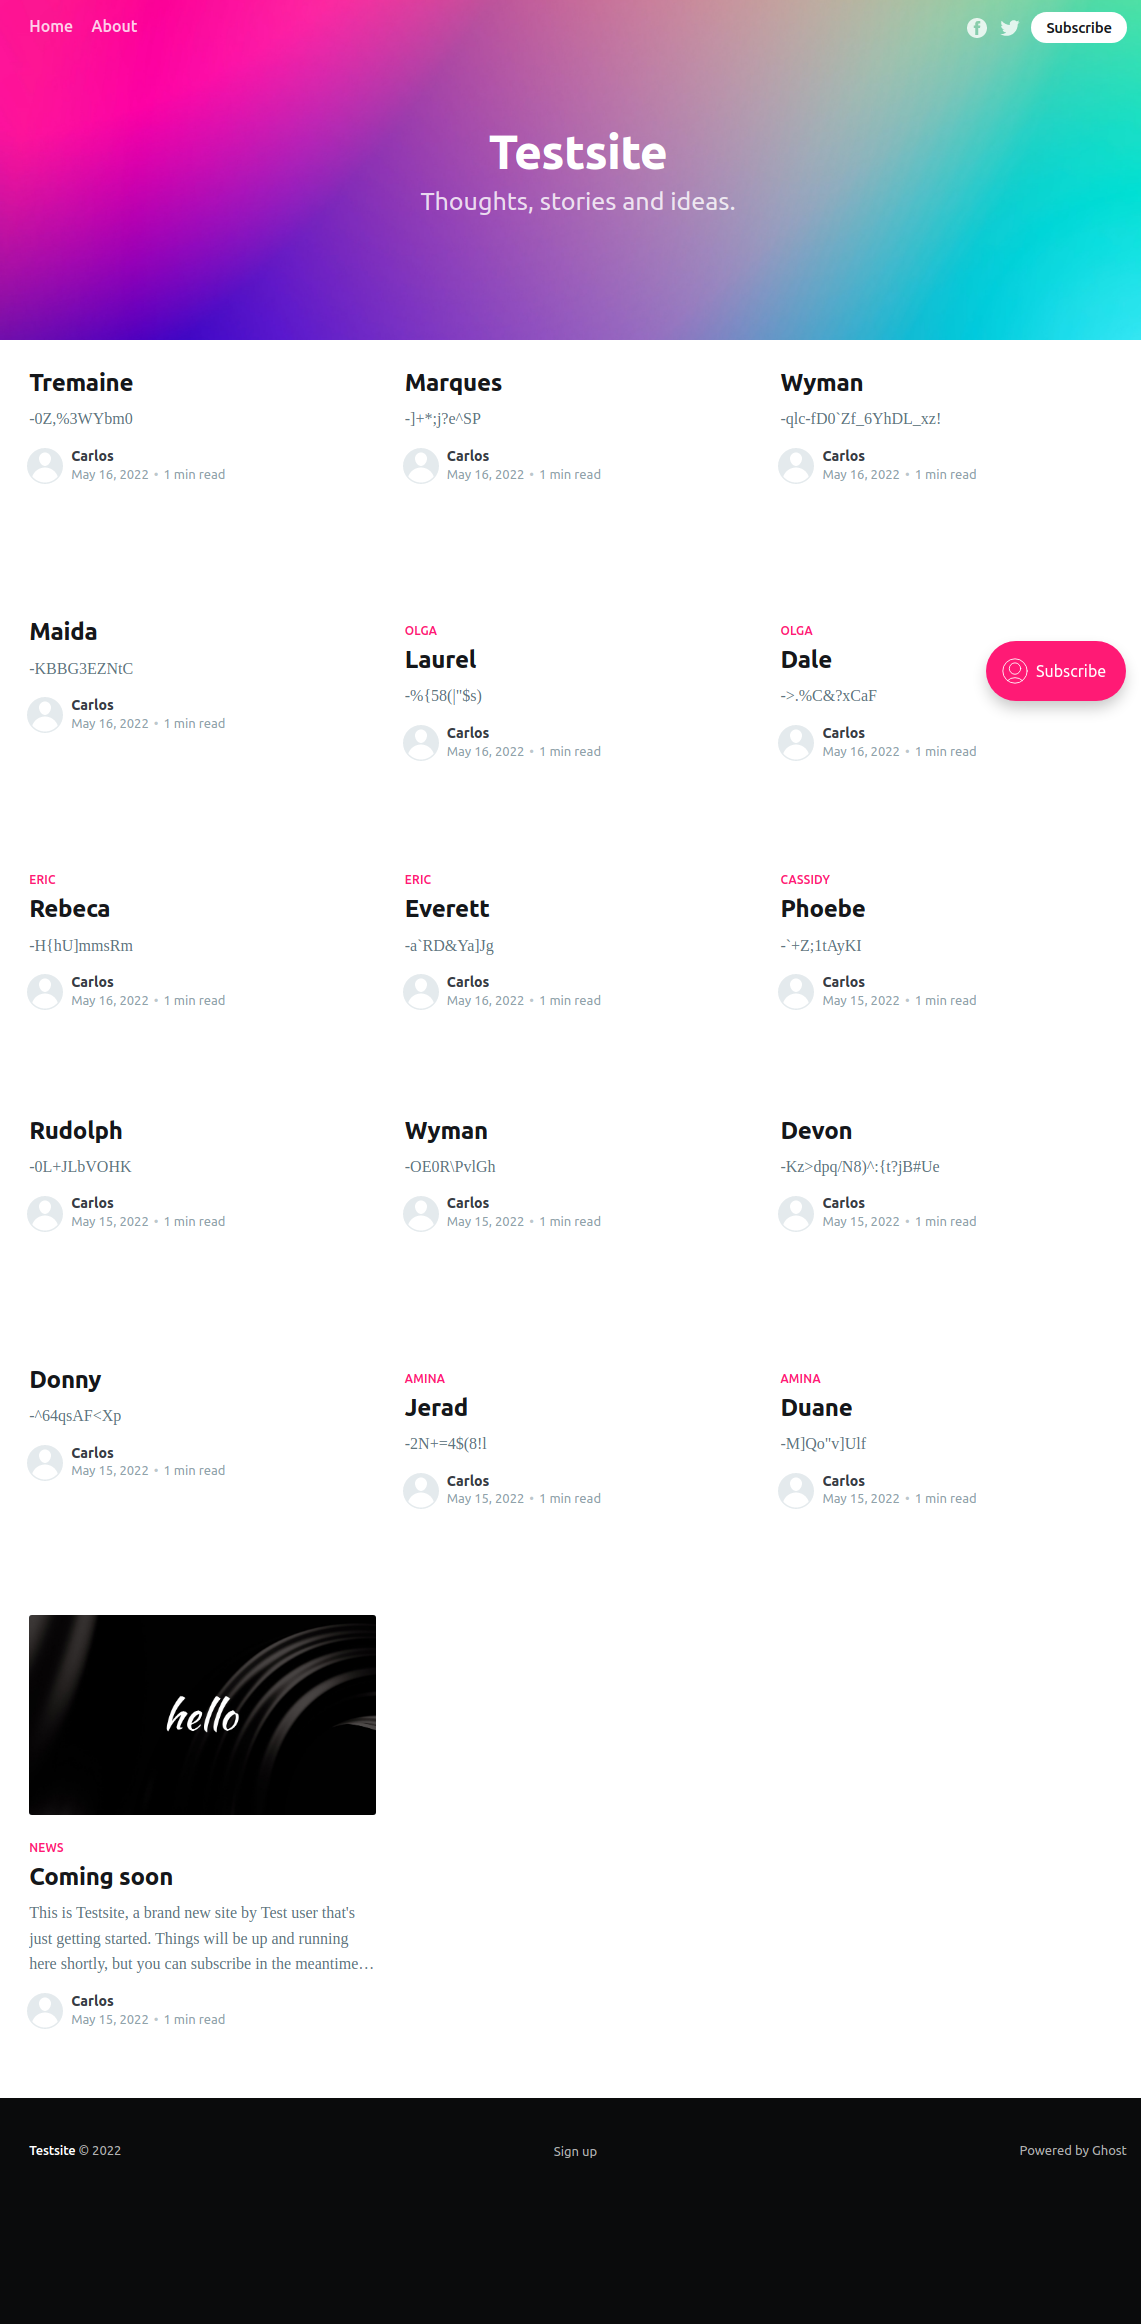 Home About
Subscribe
Testsite
Thoughts, stories and ideas.
Tremaine
-0Z,%3WYbm0
Carlos
May 16, 2022 • 1 min read
Marques
-]+*;j?e^SP
Carlos
May 16, 2022 • 1 min read
Wyman
-qlc-fD0`Zf_6YhDL_xz!
Carlos
May 16, 2022 • 1 min read
Maida
-KBBG3EZNtC
Carlos
May 16, 2022 • 1 min read
OLGA
Laurel
-%{58(|"$s)
Carlos
May 16, 2022 • 1 min read
OLGA
Dale
->.%C&?xCaF
Carlos
May 16, 2022 • 1 min read
Subscribe
ERIC
Rebeca
-H{hU]mmsRm
Carlos
May 16, 2022 • 1 min read
ERIC
Everett
-a`RD&Ya]Jg
Carlos
May 16, 2022 • 1 min read
CASSIDY
Phoebe
-`+Z;1tAyKI
Carlos
May 15, 2022 • 1 min read
Rudolph
-0L+JLbVOHK
Carlos
May 15, 2022 • 1 min read
Wyman
-OE0R\PvlGh
Carlos
May 15, 2022 • 1 min read
Devon
-Kz>dpq/N8)^:{t?jB#Ue
Carlos
May 15, 2022 • 1 min read
Donny
-^64qsAF<Xp
Carlos
May 15, 2022 • 1 min read
AMINA
Jerad
-2N+=4$(8!l
Carlos
May 15, 2022 • 1 min read
AMINA
Duane
-M]Qo"v]Ulf
Carlos
May 15, 2022 • 1 min read
hello
NEWS
Coming soon
This is Testsite, a brand new site by Test user that's
just getting started. Things will be up and running
here shortly, but you can subscribe in the meantime…
Carlos
May 15, 2022 • 1 min read
Testsite © 2022
Sign up
Powered by Ghost